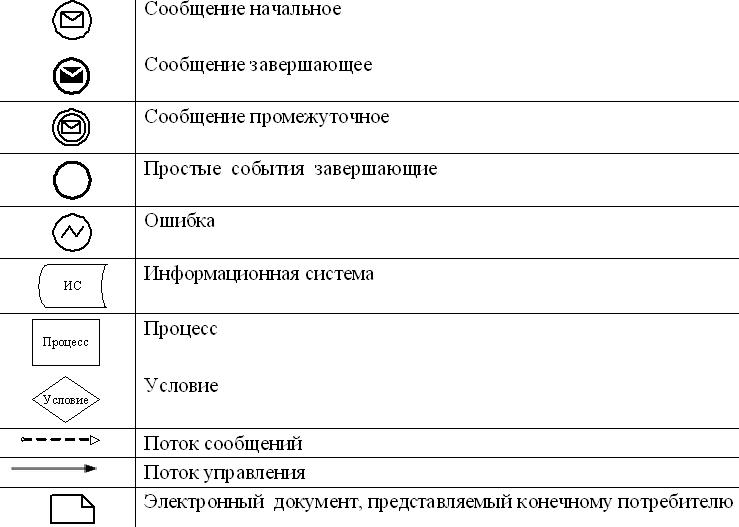 Сообщение начальное
Сообщение завершающее
Сообщение промежуточное
Простые события завершающие
Ошибка
ИС
Информационная система
Процесс
Процесс
Условие
Условие
Поток сообщений
Поток управления
Электронный документ, представляемый конечному потребителю